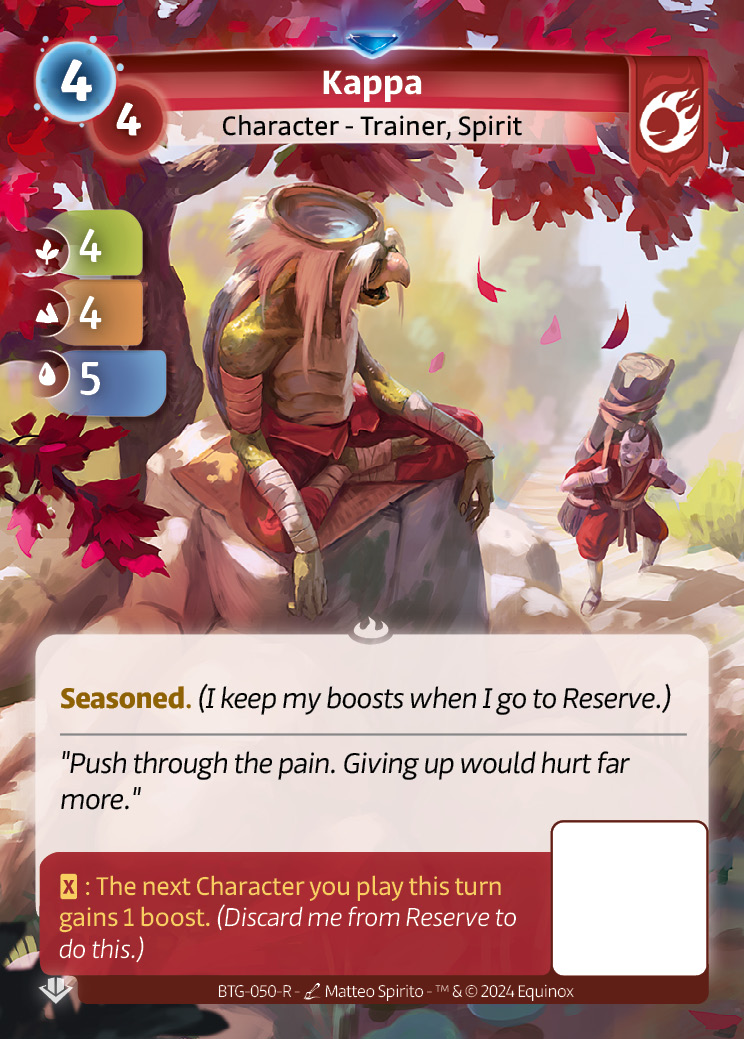 4
Kappa
4
Character - Trainer, Spirit
4
4
5
Seasoned. (I keep my boosts when I go to Reserve.)
"Push through the pain. Giving up would hurt far
more."
X : The next Character you play this turn
gains 1 boost. (Discard me from Reserve to
do this.)
BTG-050-R - Matteo Spirito - ™ & © 2024 Equinox